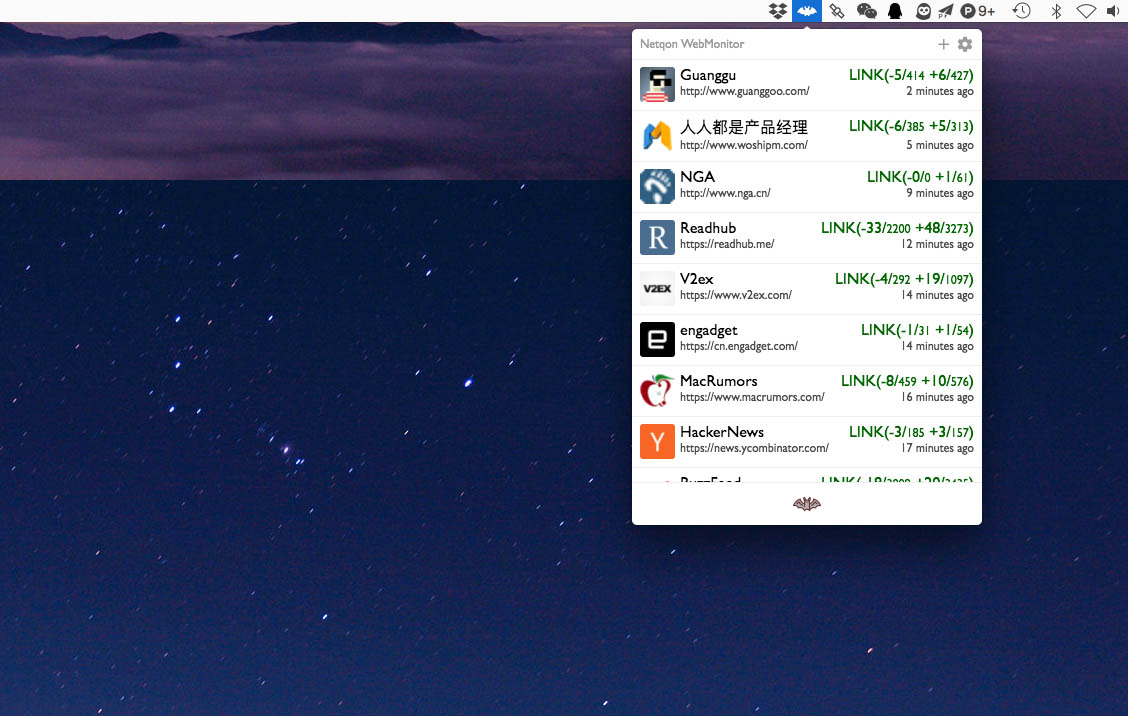 9+
Netqon WebMonitor
Guanggu LINK(-5/414 +6/427)
http://www.guanggoo.com/ 2 minutes ago
人人都是产品经理 LINK(-6/385 +5/313)
http://www.woshipm.com/ 5 minutes ago
NGA LINK(-0/0 +1/61)
http://www.nga.cn/ 9 minutes ago
R
Readhub LINK(-33/2200 +48/3273)
https://readhub.me/ 12 minutes ago
V2EX
V2ex LINK(-4/292 +19/1097)
https://www.v2ex.com/ 14 minutes ago
e
engadget LINK(-1/31 +1/54)
https://cn.engadget.com/ 14 minutes ago
MacRumors LINK(-8/459 +10/576)
https://www.macrumors.com/ 16 minutes ago
Y
HackerNews LINK(-3/185 +3/157)
https://news.ycombinator.com/ 17 minutes ago